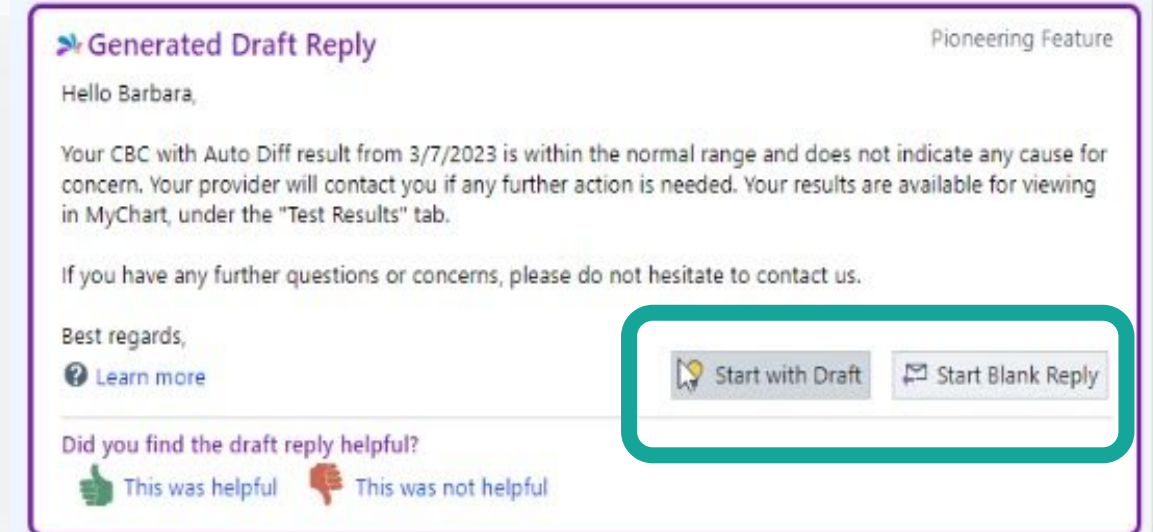 Generated Draft Reply
Pioneering Feature
Hello Barbara,
Your CBC with Auto Diff result from 3/7/2023 is within the normal range and does not indicate any cause for
concern. Your provider will contact you if any further action is needed. Your results are available for viewing
in MyChart, under the "Test Results" tab.
If you have any further questions or concerns, please do not hesitate to contact us.
Best regards,
Learn more
Start with Draft
Start Blank Reply
Did you find the draft reply helpful?
This was helpful
This was not helpful